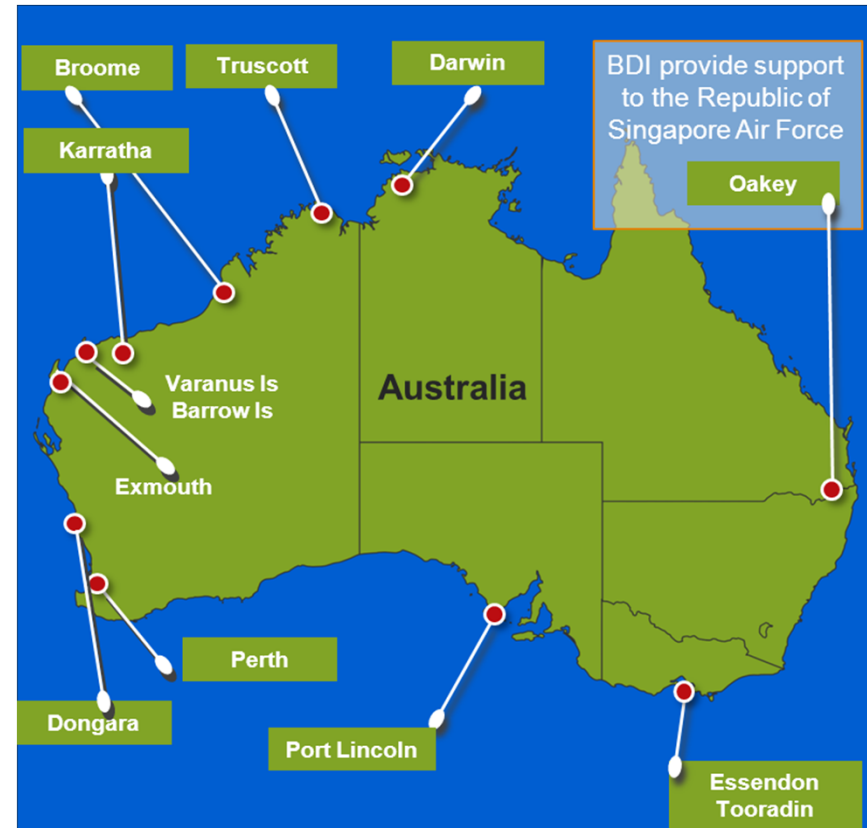 Broome
Truscott
Darwin
BDI provide support
to the Republic of
Singapore Air Force
Karratha
Oakey
Varanus Is
Barrow Is
Australia
Exmouth
Perth
Dongara
Port Lincoln
Essendon
Tooradin